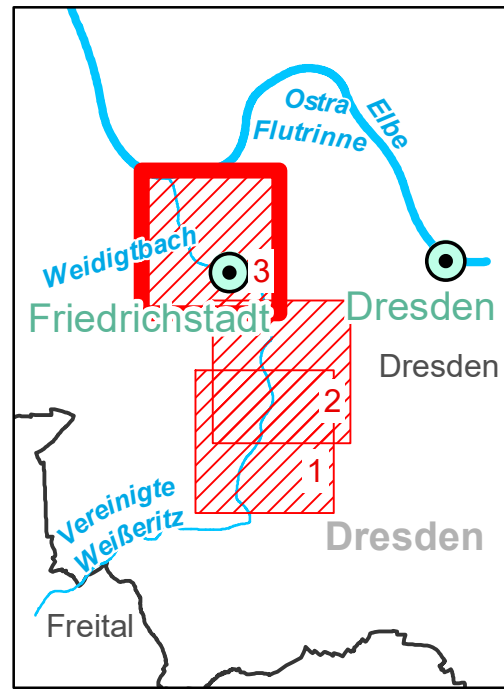 Ostra
Flutrinne
Elbe
Weidigtbach
3
Friedrichstadt
Dresden
Dresden
2
1
Vereinigte
Weißeritz
Dresden
Freital